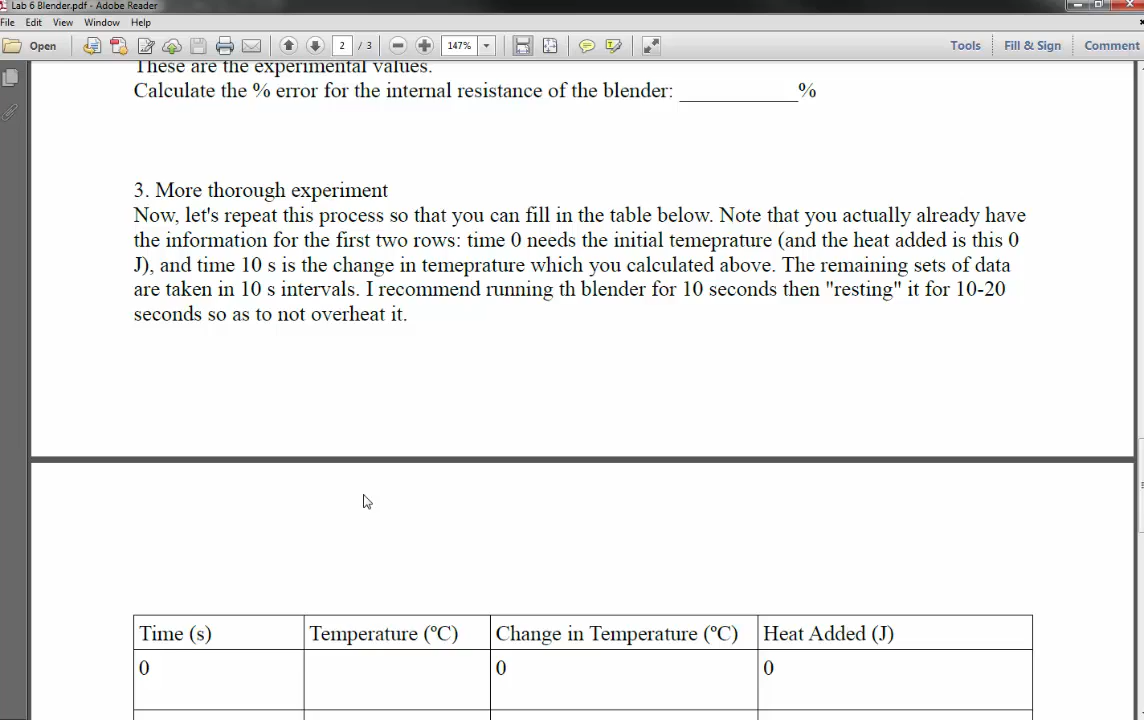 Lab 6 Blender.pdf - Adobe Reader
File Edit View Window Help
Open 2 / 3 147% Tools Fill & Sign Comment
These are the experimental values.
Calculate the % error for the internal resistance of the blender: ___________%
3. More thorough experiment
Now, let's repeat this process so that you can fill in the table below. Note that you actually already have
the information for the first two rows: time 0 needs the initial temeprature (and the heat added is this 0
J), and time 10 s is the change in temeprature which you calculated above. The remaining sets of data
are taken in 10 s intervals. I recommend running th blender for 10 seconds then "resting" it for 10-20
seconds so as to not overheat it.
Time (s) Temperature (ºC) Change in Temperature (ºC) Heat Added (J)
0 0 0